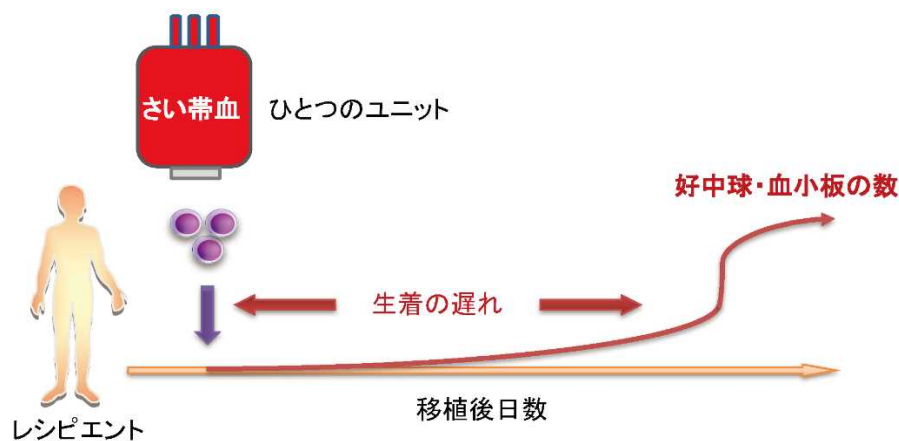 さい帯血
ひとつのユニット
好中球・血小板の数
生着の遅れ
移植後日数
レシピエント